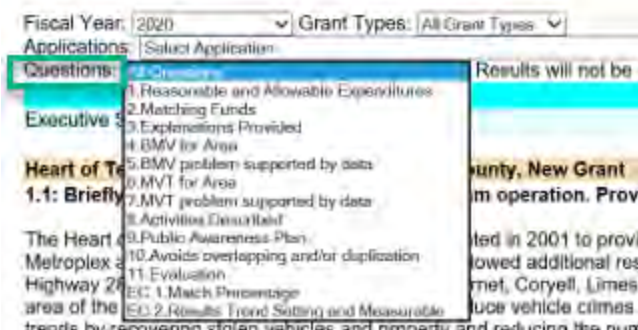 Fiscal Year: 2020 Grant Types: All Grant Types
Applications: Select Application
Questions: All Questions Results will not be
1.Reasonable and Allowable Expenditures
2.Matching Funds
Executive S
3.Explanations Provided
4.BMV for Area
Heart of Te 5.BMV problem supported by data ounty, New Grant
6.MVT for Area
1.1: Briefly 7.MVT problem supported by data m operation. Prov
8.Activities Described
The Heart 9.Public Awareness Plan ted in 2001 to provi
Metroplex a 10.Avoids overlapping and/or duplication lowed additional res
Highway 28 11.Evaluation rnet, Coryell, Limes
EC.1.Match Percentage
area of the EC.2.Results Trend Setting and Measurable duce vehicle crimes
trends by recovering stolen vehicles and property and reducing the